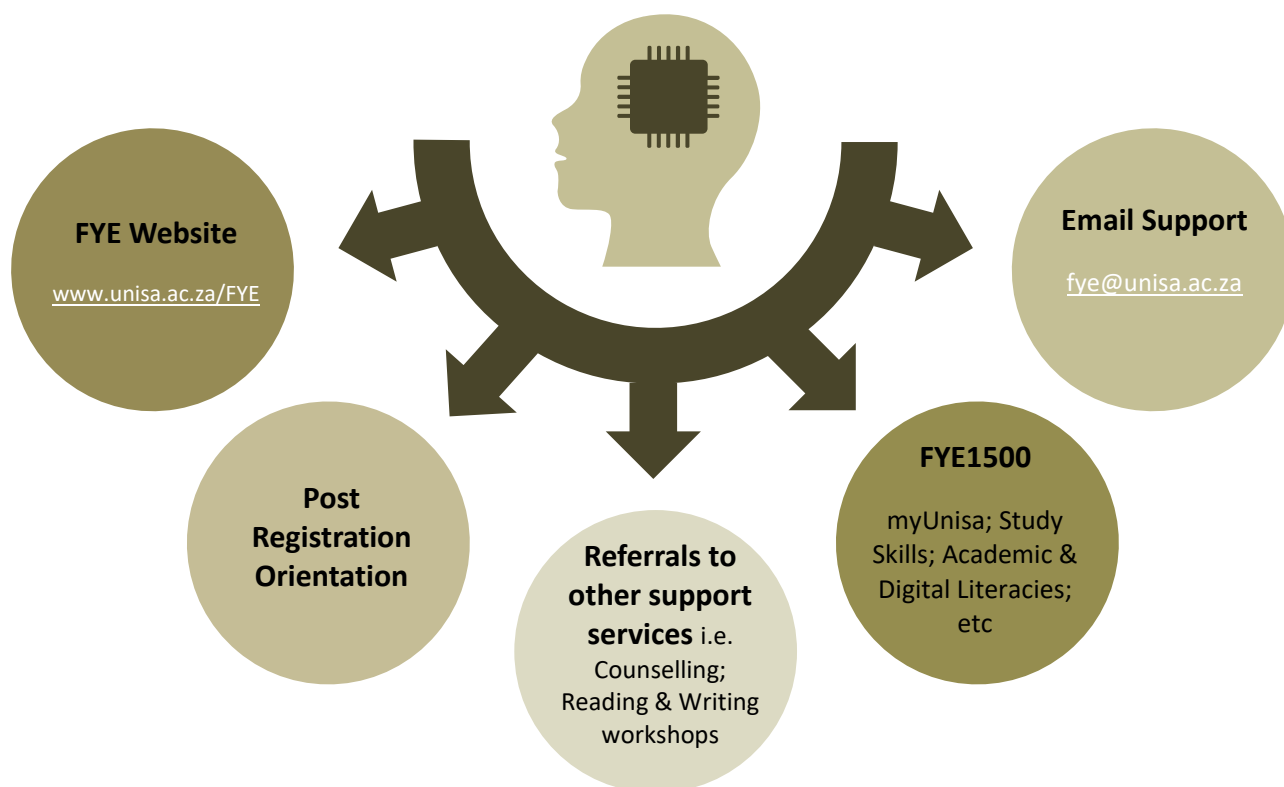 FYE Website
www.unisa.ac.za/FYE
Post
Registration
Orientation
Referrals to
other support
services i.e.
Counselling;
Reading & Writing
workshops
FYE1500
myUnisa; Study
Skills; Academic &
Digital Literacies;
etc
Email Support
fye@unisa.ac.za